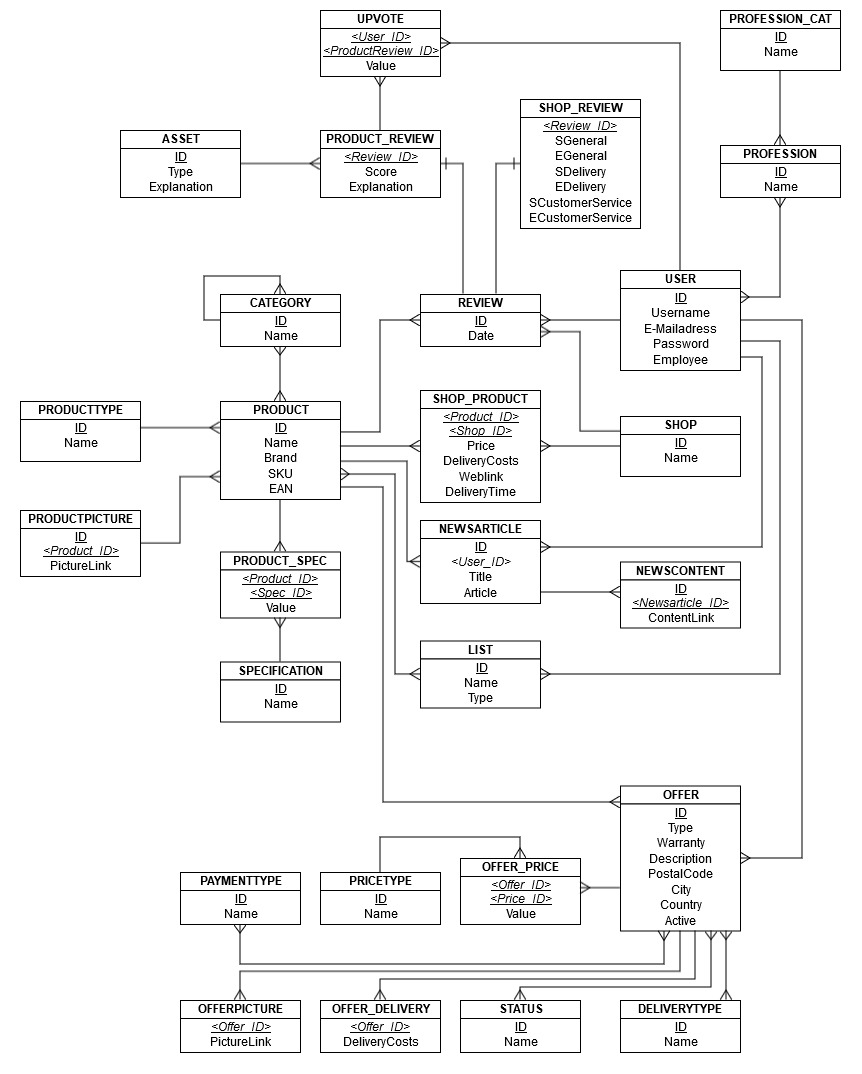 UPVOTE
<User_ID>
<ProductReview_ID>
Value
PROFESSION_CAT
ID
Name
SHOP_REVIEW
<Review_ID>
SGeneral
EGeneral
SDelivery
EDelivery
SCustomerService
ECustomerService
ASSET
ID
Type
Explanation
PRODUCT_REVIEW
<Review_ID>
Score
Explanation
PROFESSION
ID
Name
CATEGORY
ID
Name
REVIEW
ID
Date
USER
ID
Username
E-Mailadress
Password
Employee
PRODUCTTYPE
ID
Name
PRODUCT
ID
Name
Brand
SKU
EAN
SHOP_PRODUCT
<Product_ID>
<Shop_ID>
Price
DeliveryCosts
Weblink
DeliveryTime
SHOP
ID
Name
PRODUCTPICTURE
ID
<Product_ID>
PictureLink
PRODUCT_SPEC
<Product_ID>
<Spec_ID>
Value
NEWSARTICLE
ID
<User_ID>
Title
Article
NEWSCONTENT
ID
<Newsarticle_ID>
ContentLink
SPECIFICATION
ID
Name
LIST
ID
Name
Type
OFFER
ID
Type
Warranty
Description
PostalCode
City
Country
Active
PAYMENTTYPE
ID
Name
PRICETYPE
ID
Name
OFFER_PRICE
<Offer_ID>
<Price_ID>
Value
OFFERPICTURE
<Offer_ID>
PictureLink
OFFER_DELIVERY
<Offer_ID>
DeliveryCosts
STATUS
ID
Name
DELIVERYTYPE
ID
Name